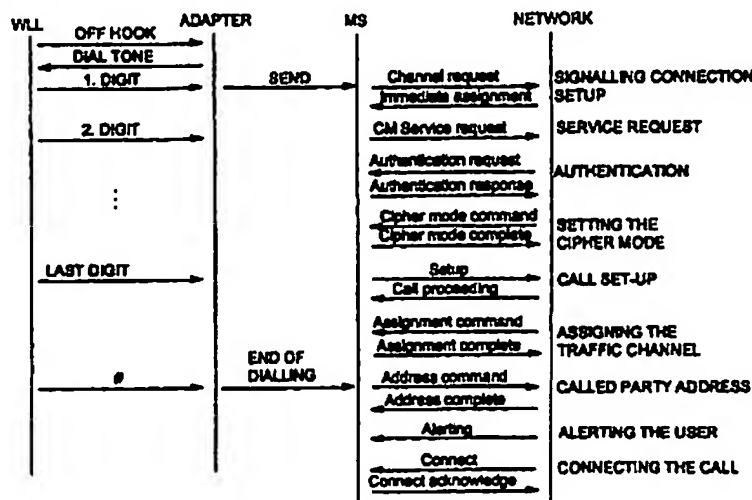 WLL ADAPTER MS NETWORK
OFF HOOK
DIAL TONE
1. DIGIT SEND Channel request SIGNALLING CONNECTION
Immediate assignment SETUP
2. DIGIT CM Service request SERVICE REQUEST
Authentication request AUTHENTICATION
Authentication response
⋮
Cipher mode command SETTING THE
Cipher mode complete CIPHER MODE
LAST DIGIT Setup CALL SET-UP
Call proceeding
Assignment command ASSIGNING THE
Assignment complete TRAFFIC CHANNEL
END OF
# DIALLING Address command CALLED PARTY ADDRESS
Address complete
Alerting ALERTING THE USER
Connect CONNECTING THE CALL
Connect acknowledge